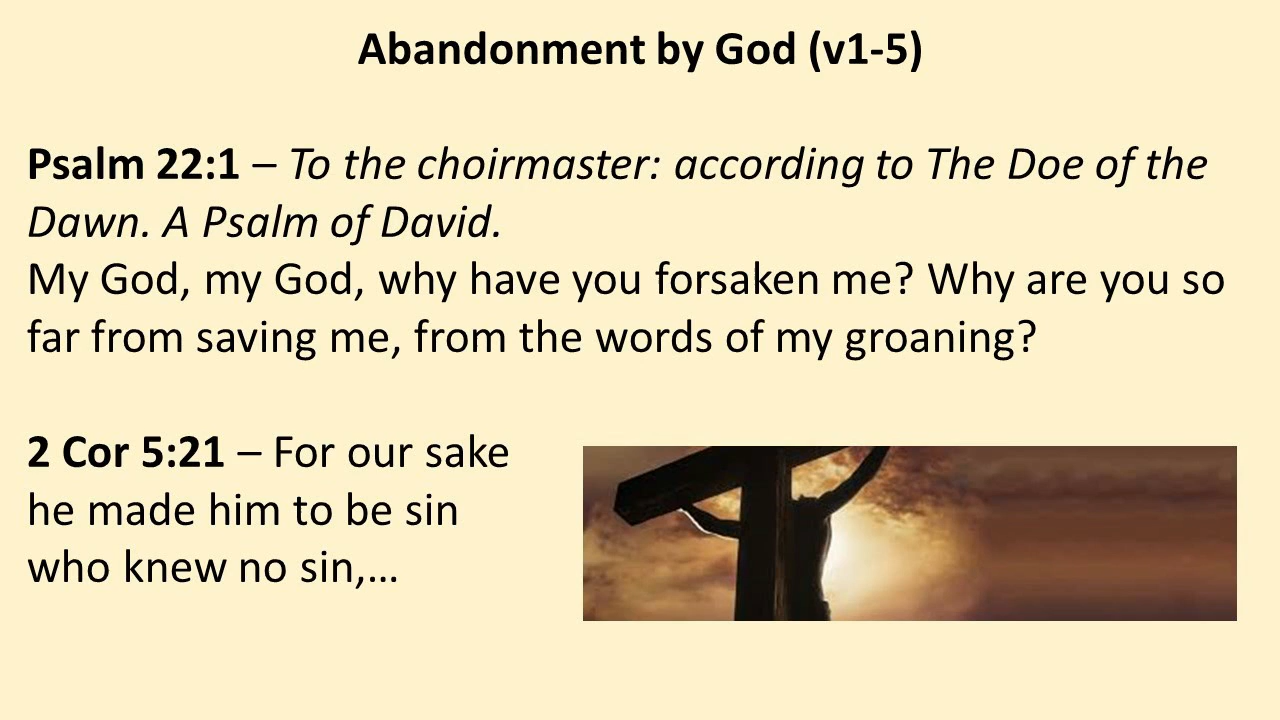 Abandonment by God (v1-5)
Psalm 22:1 – To the choirmaster: according to The Doe of the
Dawn. A Psalm of David.
My God, my God, why have you forsaken me? Why are you so
far from saving me, from the words of my groaning?
2 Cor 5:21 – For our sake
he made him to be sin
who knew no sin,...